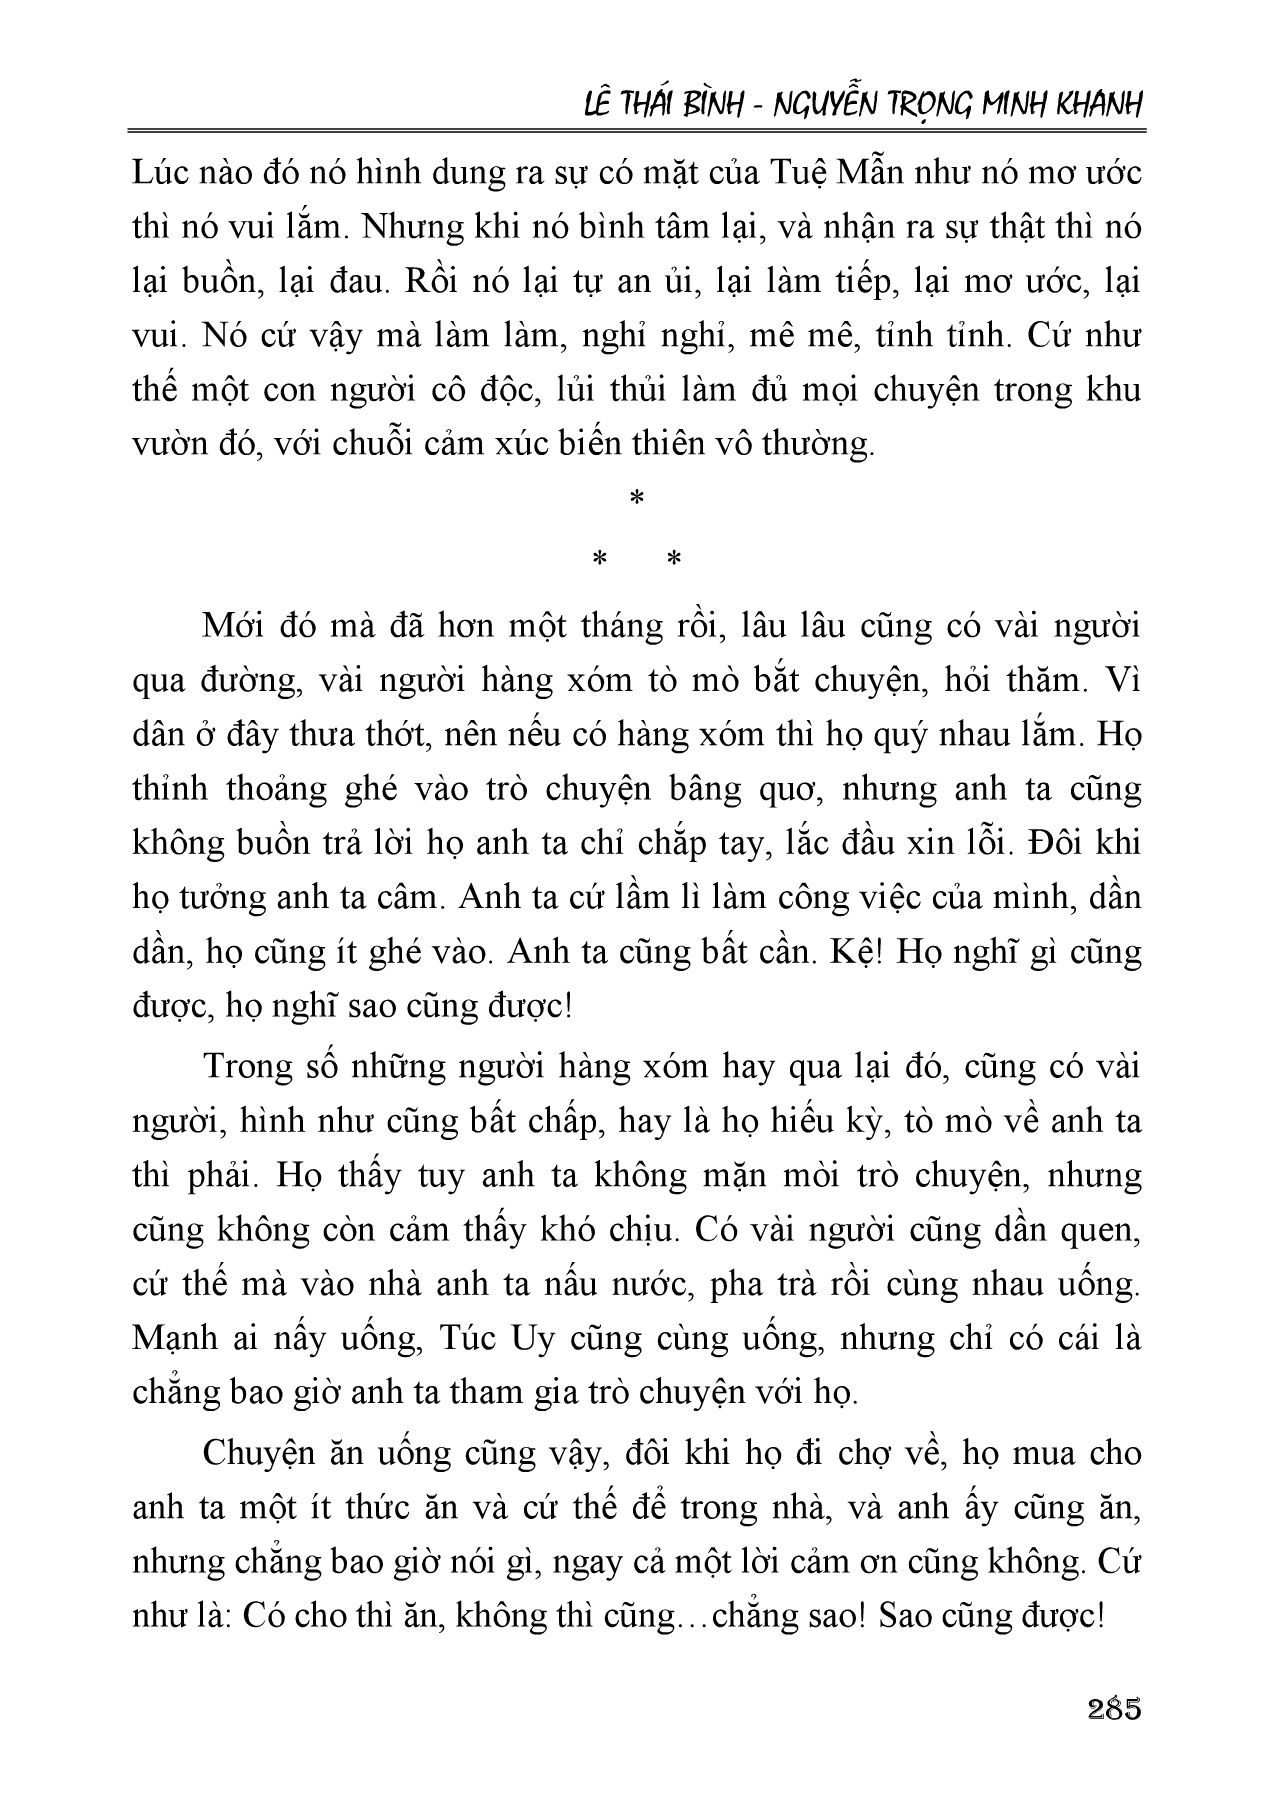 LÊ THÁI BÌNH - NGUYỄN TRỌNG MINH KHANH
Lúc nào đó nó hình dung ra sự có mặt của Tuệ Mẫn như nó mơ ước
thì nó vui lắm. Nhưng khi nó bình tâm lại, và nhận ra sự thật thì nó
lại buồn, lại đau. Rồi nó lại tự an ủi, lại làm tiếp, lại mơ ước, lại
vui. Nó cứ vậy mà làm làm, nghỉ nghỉ, mê mê, tỉnh tỉnh. Cứ như
thế một con người cô độc, lủi thủi làm đủ mọi chuyện trong khu
vườn đó, với chuỗi cảm xúc biến thiên vô thường.
*
* *
Mới đó mà đã hơn một tháng rồi, lâu lâu cũng có vài người
qua đường, vài người hàng xóm tò mò bắt chuyện, hỏi thăm. Vì
dân ở đây thưa thớt, nên nếu có hàng xóm thì họ quý nhau lắm. Họ
thỉnh thoảng ghé vào trò chuyện bâng quơ, nhưng anh ta cũng
không buồn trả lời họ anh ta chỉ chắp tay, lắc đầu xin lỗi. Đôi khi
họ tưởng anh ta câm. Anh ta cứ lầm lì làm công việc của mình, dần
dần, họ cũng ít ghé vào. Anh ta cũng bất cần. Kệ! Họ nghĩ gì cũng
được, họ nghĩ sao cũng được!
Trong số những người hàng xóm hay qua lại đó, cũng có vài
người, hình như cũng bất chấp, hay là họ hiếu kỳ, tò mò về anh ta
thì phải. Họ thấy tuy anh ta không mặn mòi trò chuyện, nhưng
cũng không còn cảm thấy khó chịu. Có vài người cũng dần quen,
cứ thế mà vào nhà anh ta nấu nước, pha trà rồi cùng nhau uống.
Mạnh ai nấy uống, Túc Uy cũng cùng uống, nhưng chỉ có cái là
chẳng bao giờ anh ta tham gia trò chuyện với họ.
Chuyện ăn uống cũng vậy, đôi khi họ đi chợ về, họ mua cho
anh ta một ít thức ăn và cứ thế để trong nhà, và anh ấy cũng ăn,
nhưng chẳng bao giờ nói gì, ngay cả một lời cảm ơn cũng không. Cứ
như là: Có cho thì ăn, không thì cũng…chẳng sao! Sao cũng được!
285